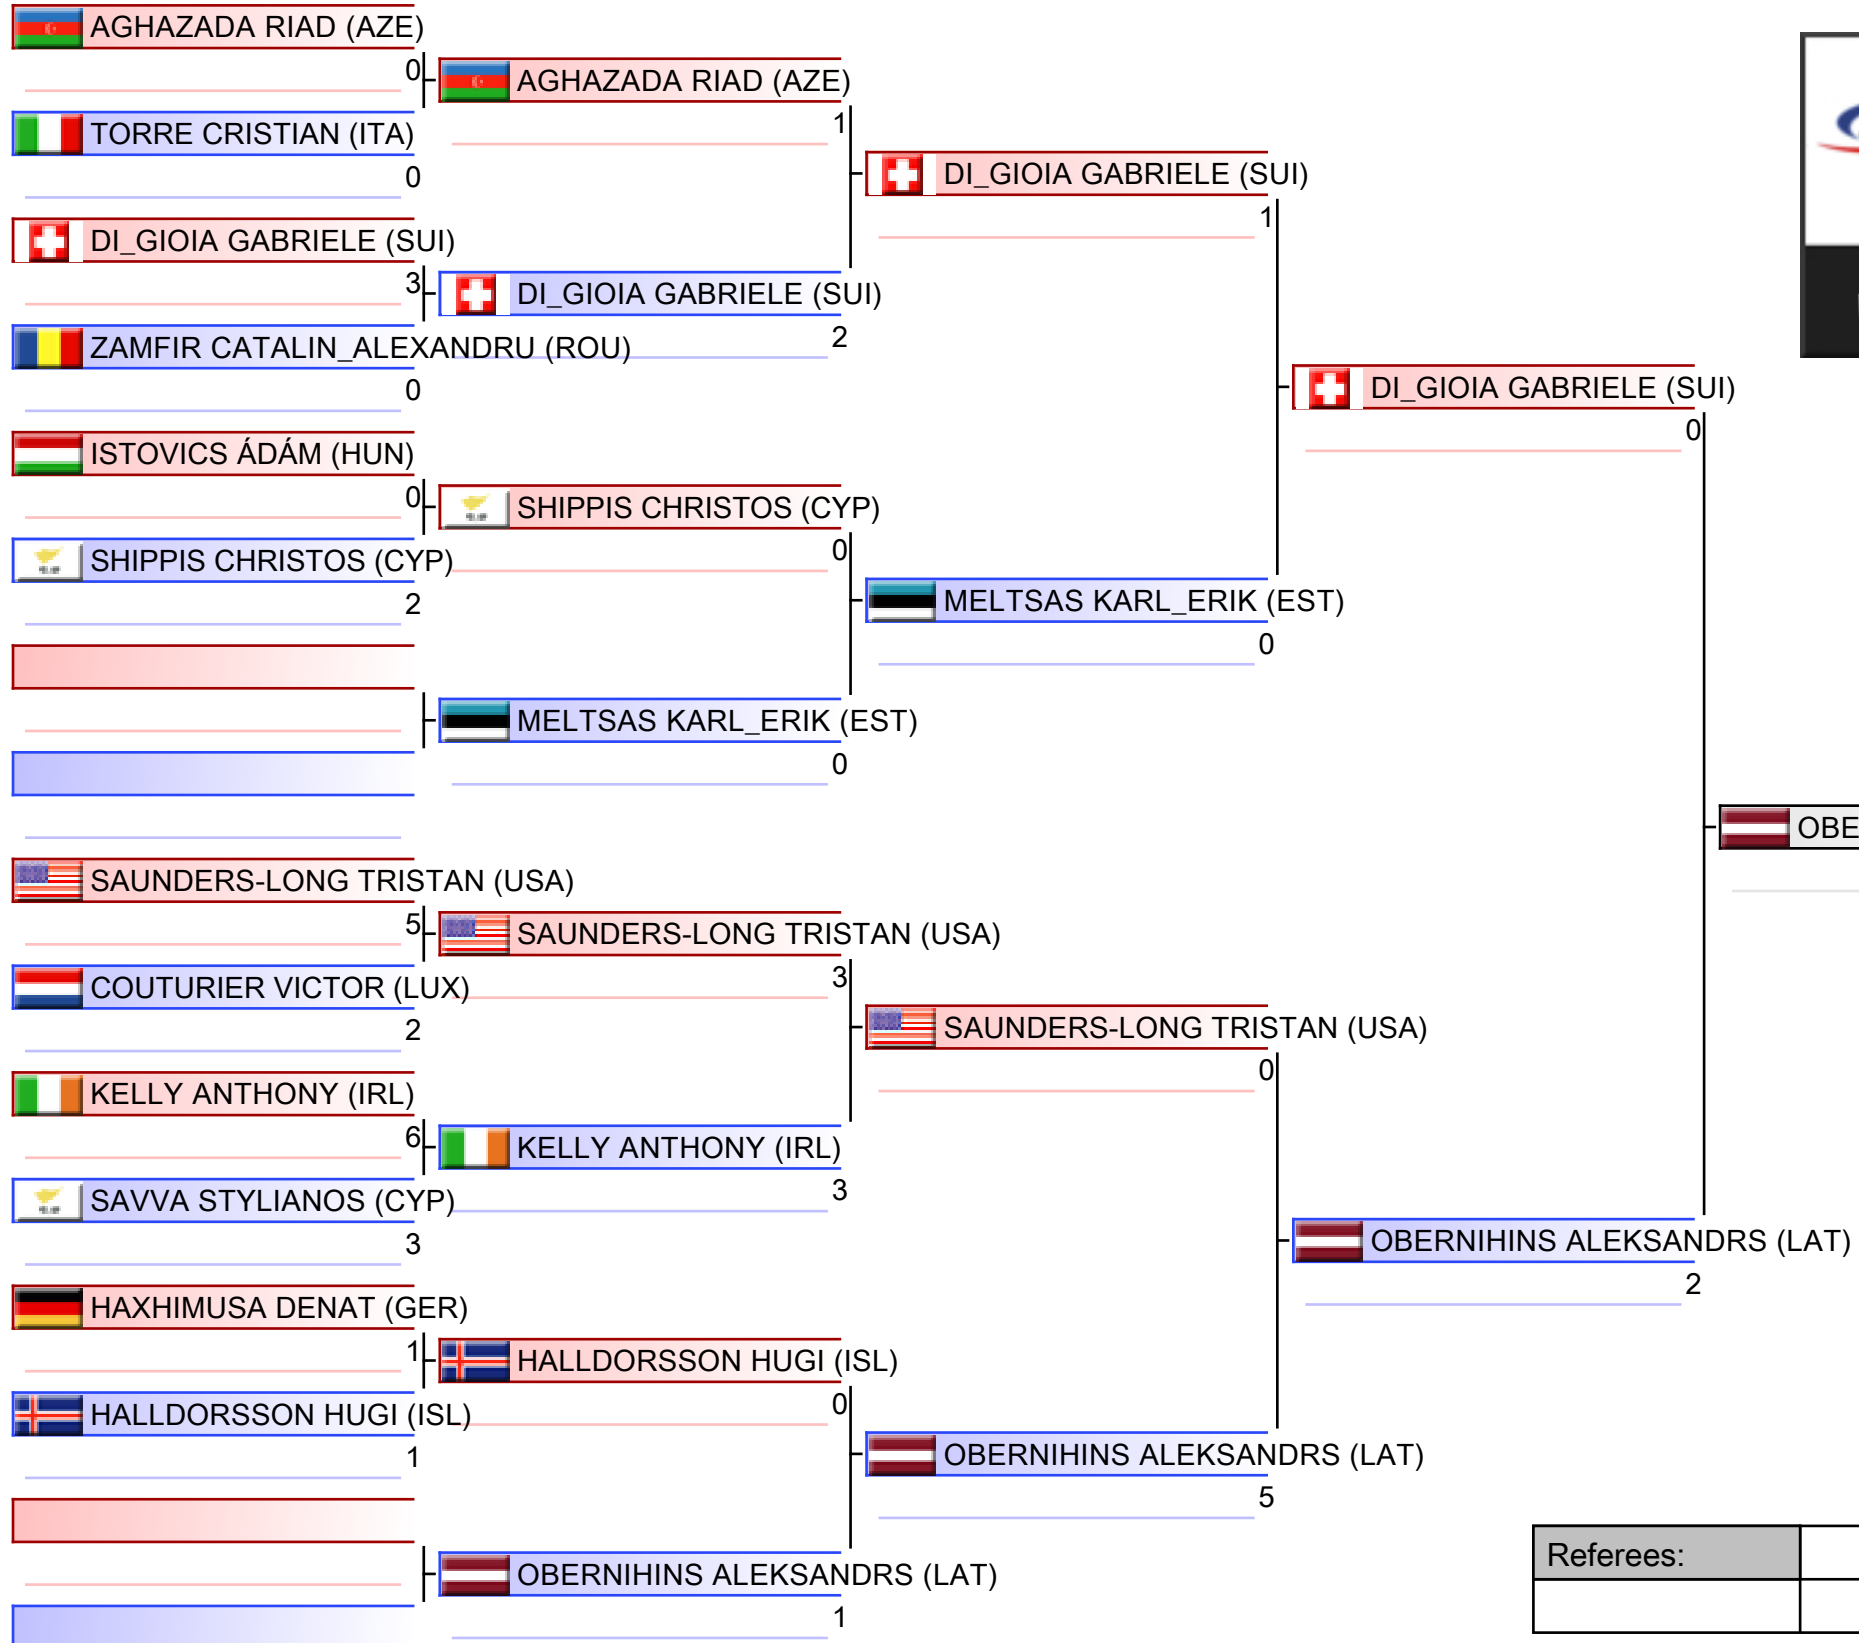 AGHAZADA RIAD (AZE)
0
TORRE CRISTIAN (ITA)
0
DI_GIOIA GABRIELE (SUI)
3
ZAMFIR CATALIN_ALEXANDRU (ROU)
0
ISTOVICS ÁDÁM (HUN)
0
SHIPPIS CHRISTOS (CYP)
2
SAUNDERS-LONG TRISTAN (USA)
5
COUTURIER VICTOR (LUX)
2
KELLY ANTHONY (IRL)
6
SAVVA STYLIANOS (CYP)
3
HAXHIMUSA DENAT (GER)
1
HALLDORSSON HUGI (ISL)
1
AGHAZADA RIAD (AZE)
1
DI_GIOIA GABRIELE (SUI)
2
SHIPPIS CHRISTOS (CYP)
0
MELTSAS KARL_ERIK (EST)
0
SAUNDERS-LONG TRISTAN (USA)
3
KELLY ANTHONY (IRL)
3
HALLDORSSON HUGI (ISL)
0
OBERNIHINS ALEKSANDRS (LAT)
1
DI_GIOIA GABRIELE (SUI)
1
MELTSAS KARL_ERIK (EST)
0
SAUNDERS-LONG TRISTAN (USA)
0
OBERNIHINS ALEKSANDRS (LAT)
5
DI_GIOIA GABRIELE (SUI)
0
OBERNIHINS ALEKSANDRS (LAT)
2
OBE
Referees: